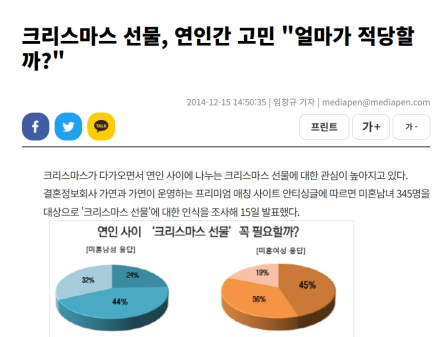 크리스마스 선물, 연인간 고민 "얼마가 적당할
까?"
2014-12-15 14:50:35 | 임창규 기자 | mediapen@mediapen.com
f
TALK
프린트
가+
가-
크리스마스가 다가오면서 연인 사이에 나누는 크리스마스 선물에 대한 관심이 높아지고 있다.
결혼정보회사 가연과 가연이 운영하는 프리미엄 매칭 사이트 안티싱글에 따르면 미혼남녀 345명을
대상으로 '크리스마스 선물'에 대한 인식을 조사해 15일 발표했다.
연인 사이 '크리스마스 선물' 꼭 필요할까?
[미혼남성 응답]
[미혼여성 응답]
32%
24%
44%
19%
45%
36%